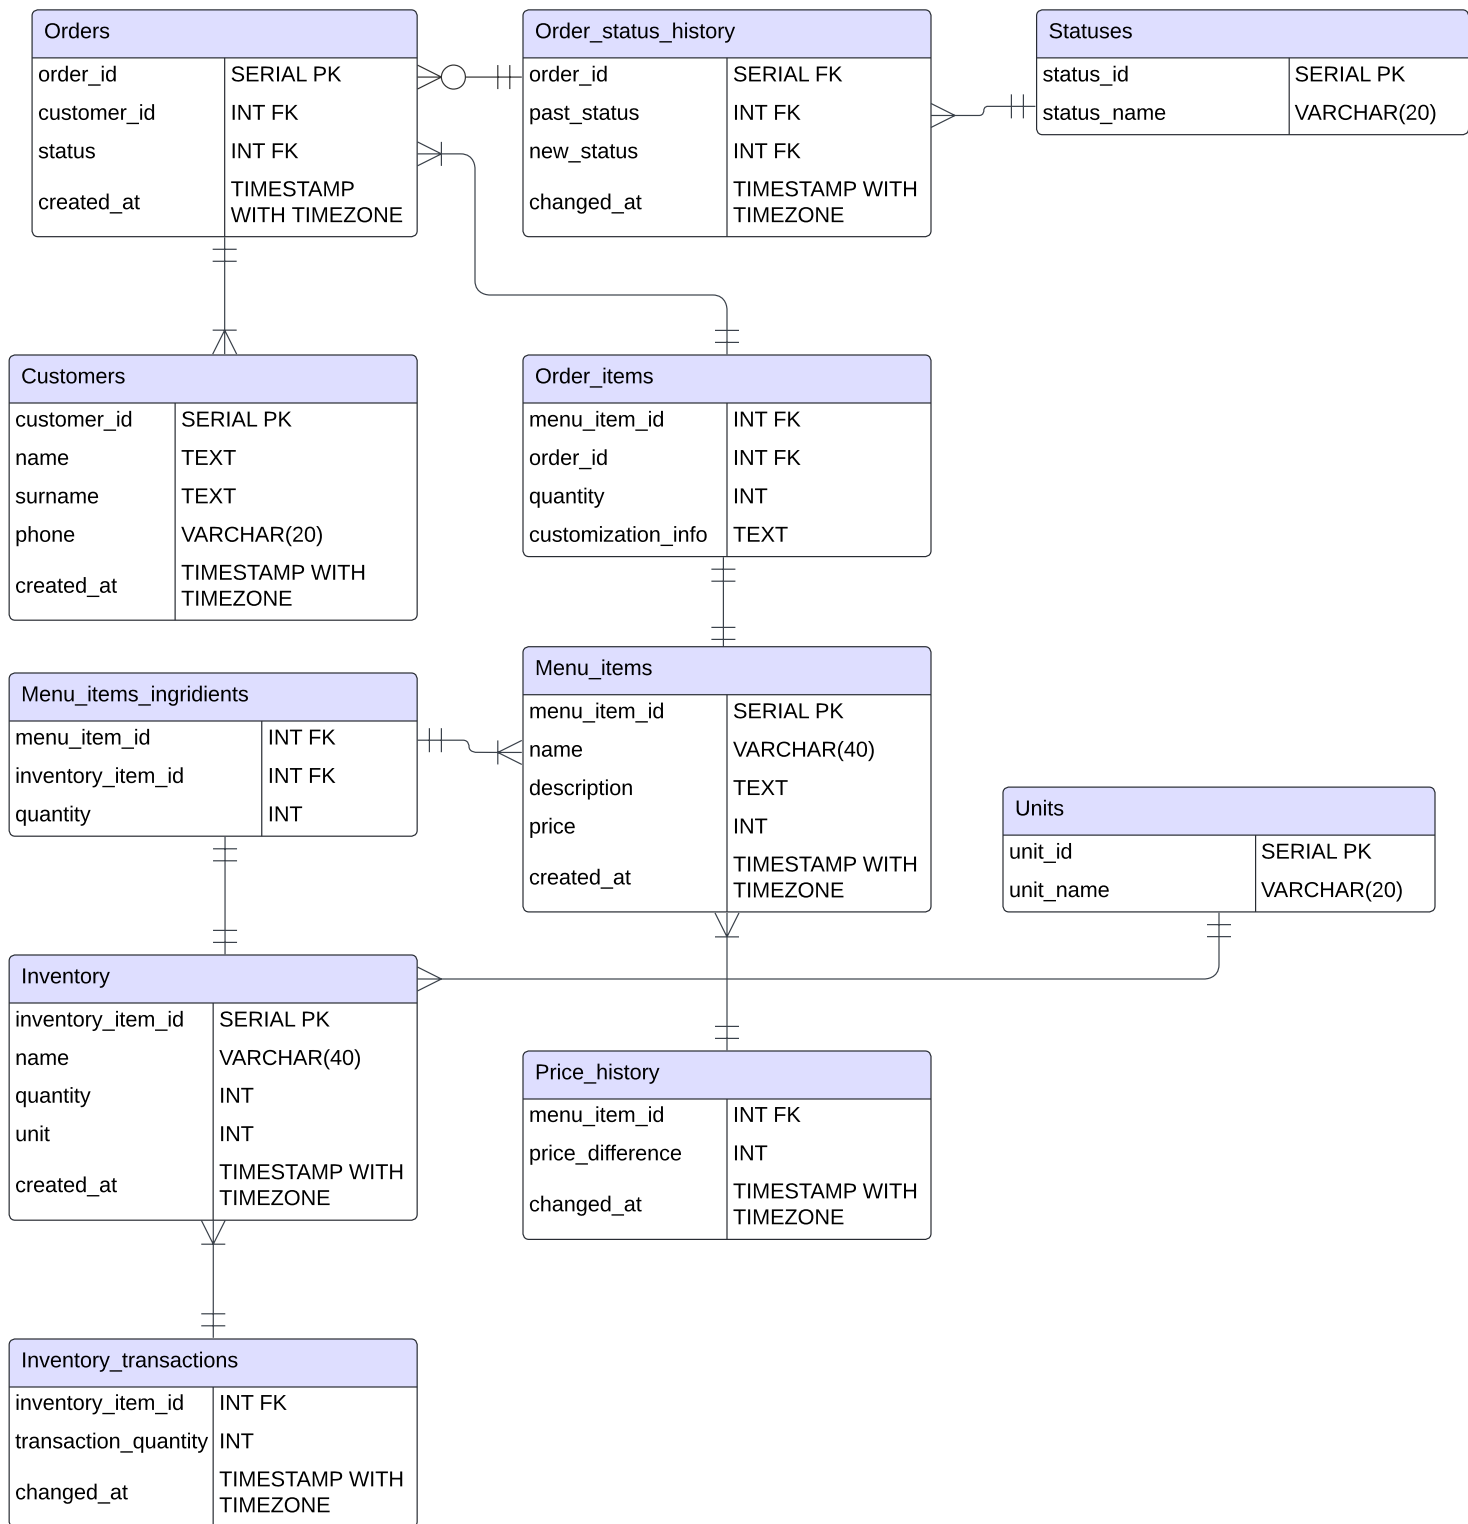 Orders
order_id SERIAL PK
customer_id INT FK
status INT FK
created_at TIMESTAMP
WITH TIMEZONE
Order_status_history
order_id SERIAL FK
past_status INT FK
new_status INT FK
changed_at TIMESTAMP WITH
TIMEZONE
Statuses
status_id SERIAL PK
status_name VARCHAR(20)
Customers
customer_id SERIAL PK
name TEXT
surname TEXT
phone VARCHAR(20)
created_at TIMESTAMP WITH
TIMEZONE
Order_items
menu_item_id INT FK
order_id INT FK
quantity INT
customization_info TEXT
Menu_items_ingridients
menu_item_id INT FK
inventory_item_id INT FK
quantity INT
Menu_items
menu_item_id SERIAL PK
name VARCHAR(40)
description TEXT
price INT
created_at TIMESTAMP WITH
TIMEZONE
Units
unit_id SERIAL PK
unit_name VARCHAR(20)
Inventory
inventory_item_id SERIAL PK
name VARCHAR(40)
quantity INT
unit INT
created_at TIMESTAMP WITH
TIMEZONE
Price_history
menu_item_id INT FK
price_difference INT
changed_at TIMESTAMP WITH
TIMEZONE
Inventory_transactions
inventory_item_id INT FK
transaction_quantity INT
changed_at TIMESTAMP WITH
TIMEZONE